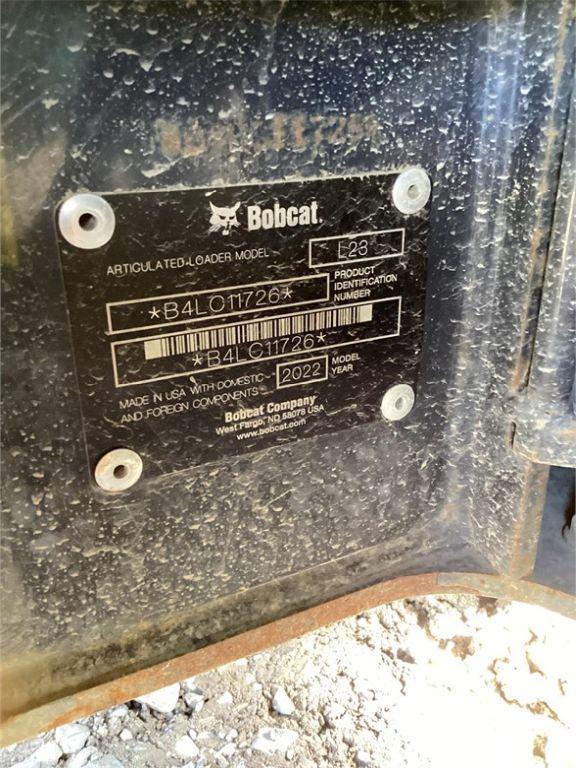 Bobcat.
ARTICULATED LOADER MODEL L23
*B4LC11726* PRODUCT IDENTIFICATION NUMBER
*B4LC11726*
MADE IN USA WITH DOMESTIC AND FOREIGN COMPONENTS 2022 MODEL YEAR
Bobcat Company
West Fargo, ND 58078 USA
www.bobcat.com